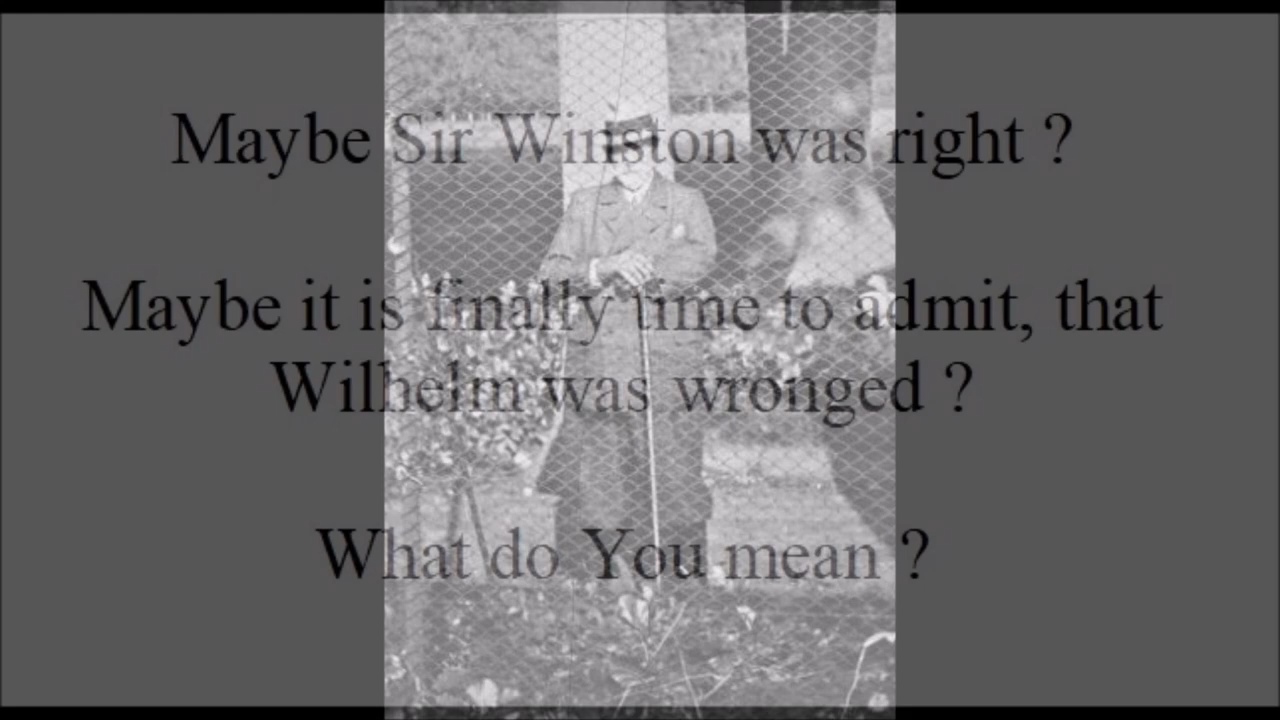 Maybe Sir Winston was right ?
Maybe it is finally time to admit, that
Wilhelm was wronged ?
What do You mean ?